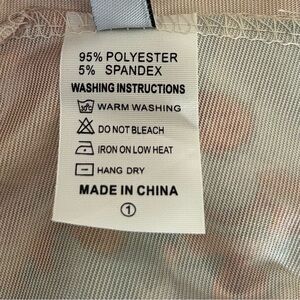 95% POLYESTER
5% SPANDEX
WASHING INSTRUCTIONS
WARM WASHING
DO NOT BLEACH
IRON ON LOW HEAT
HANG DRY
MADE IN CHINA
1